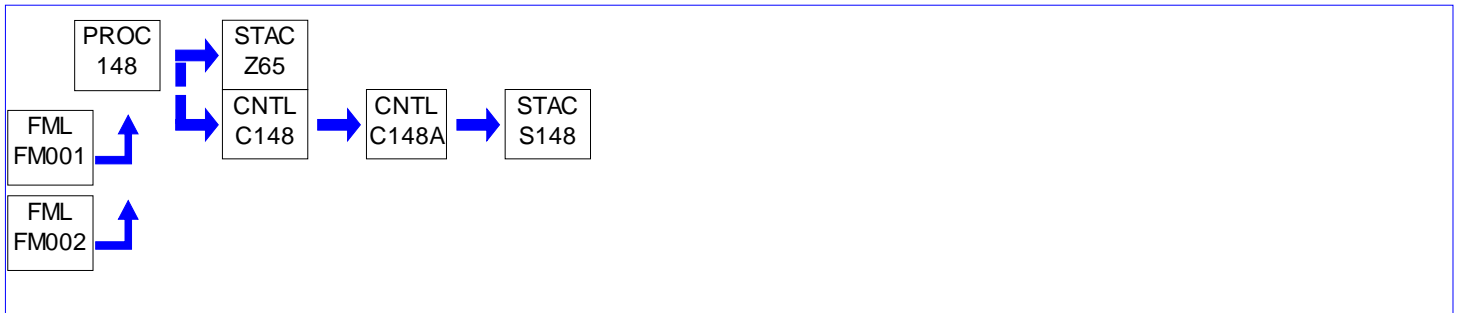 PROC
148
STAC
Z65
CNTL
C148
CNTL
C148A
STAC
S148
FML
FM001
FML
FM002